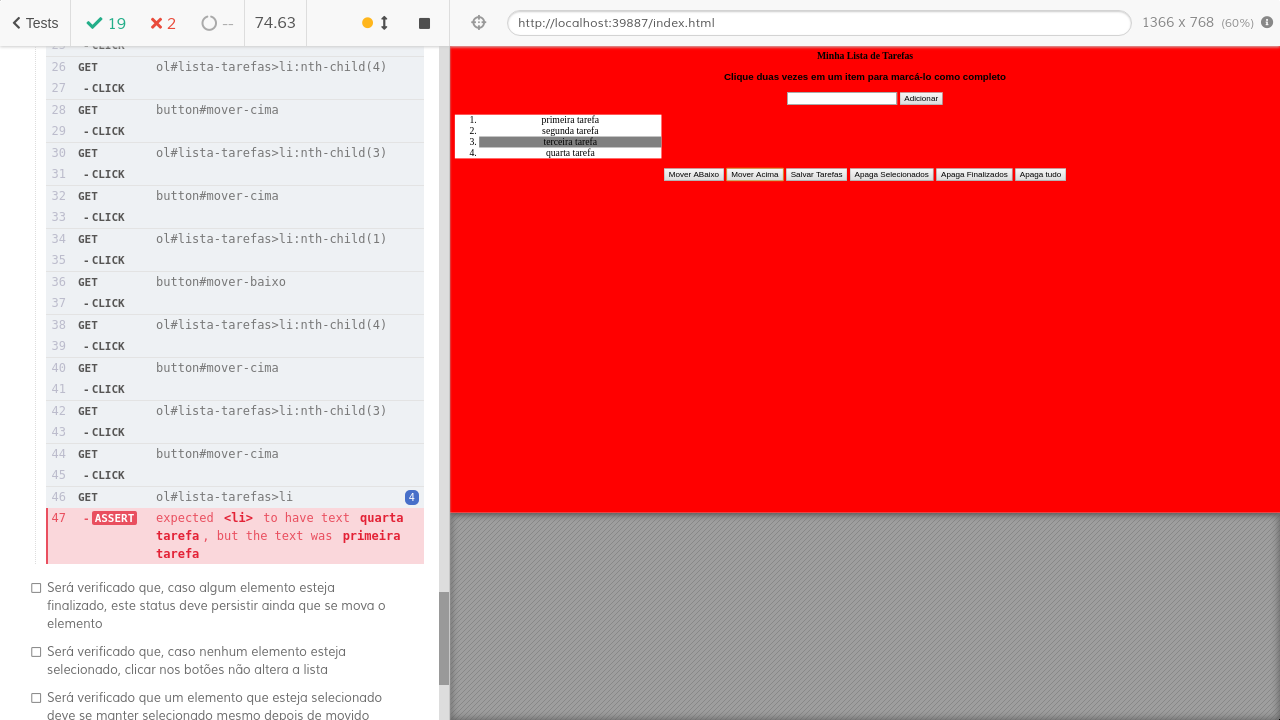 Tests 19 2 -- 74.63 http://localhost:39887/index.html 1366 x 768 (60%)
- CLICK
26 GET ol#lista-tarefas>li:nth-child(4)
27 - CLICK
28 GET button#mover-cima
29 - CLICK
30 GET ol#lista-tarefas>li:nth-child(3)
31 - CLICK
32 GET button#mover-cima
33 - CLICK
34 GET ol#lista-tarefas>li:nth-child(1)
35 - CLICK
36 GET button#mover-baixo
37 - CLICK
38 GET ol#lista-tarefas>li:nth-child(4)
39 - CLICK
40 GET button#mover-cima
41 - CLICK
42 GET ol#lista-tarefas>li:nth-child(3)
43 - CLICK
44 GET button#mover-cima
45 - CLICK
46 GET ol#lista-tarefas>li 4
47 - ASSERT expected <li> to have text quarta
tarefa , but the text was primeira
tarefa
Será verificado que, caso algum elemento esteja
finalizado, este status deve persistir ainda que se mova o
elemento
Será verificado que, caso nenhum elemento esteja
selecionado, clicar nos botões não altera a lista
Será verificado que um elemento que esteja selecionado
deve se manter selecionado mesmo depois de movido
Minha Lista de Tarefas
Clique duas vezes em um item para marcá-lo como completo
Adicionar
1. primeira tarefa
2. segunda tarefa
3. terceira tarefa
4. quarta tarefa
Mover ABaixo Mover Acima Salvar Tarefas Apaga Selecionados Apaga Finalizados Apaga tudo